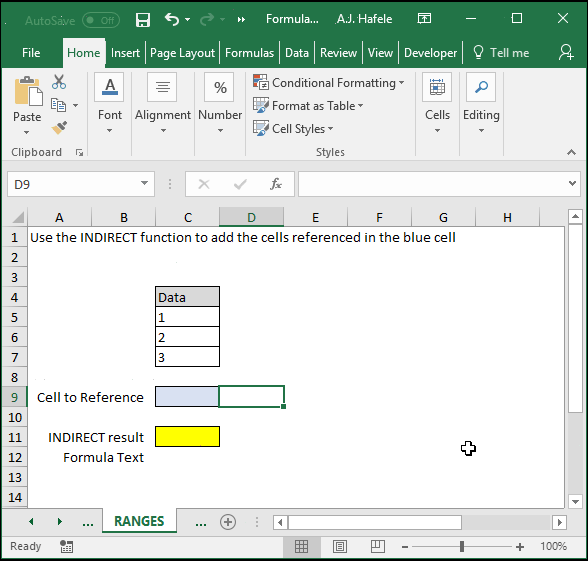 AutoSave Off Formula... A.J. Hafele
File Home Insert Page Layout Formulas Data Review View Developer Tell me
Paste Font Alignment % Number Conditional Formatting Format as Table Cell Styles Cells Editing
Clipboard Styles
D9 fx
A B C D E F G H
1 Use the INDIRECT function to add the cells referenced in the blue cell
2
3
4 Data
5 1
6 2
7 3
8
9 Cell to Reference
10
11 INDIRECT result
12 Formula Text
13
14
... RANGES ...
Ready 100%